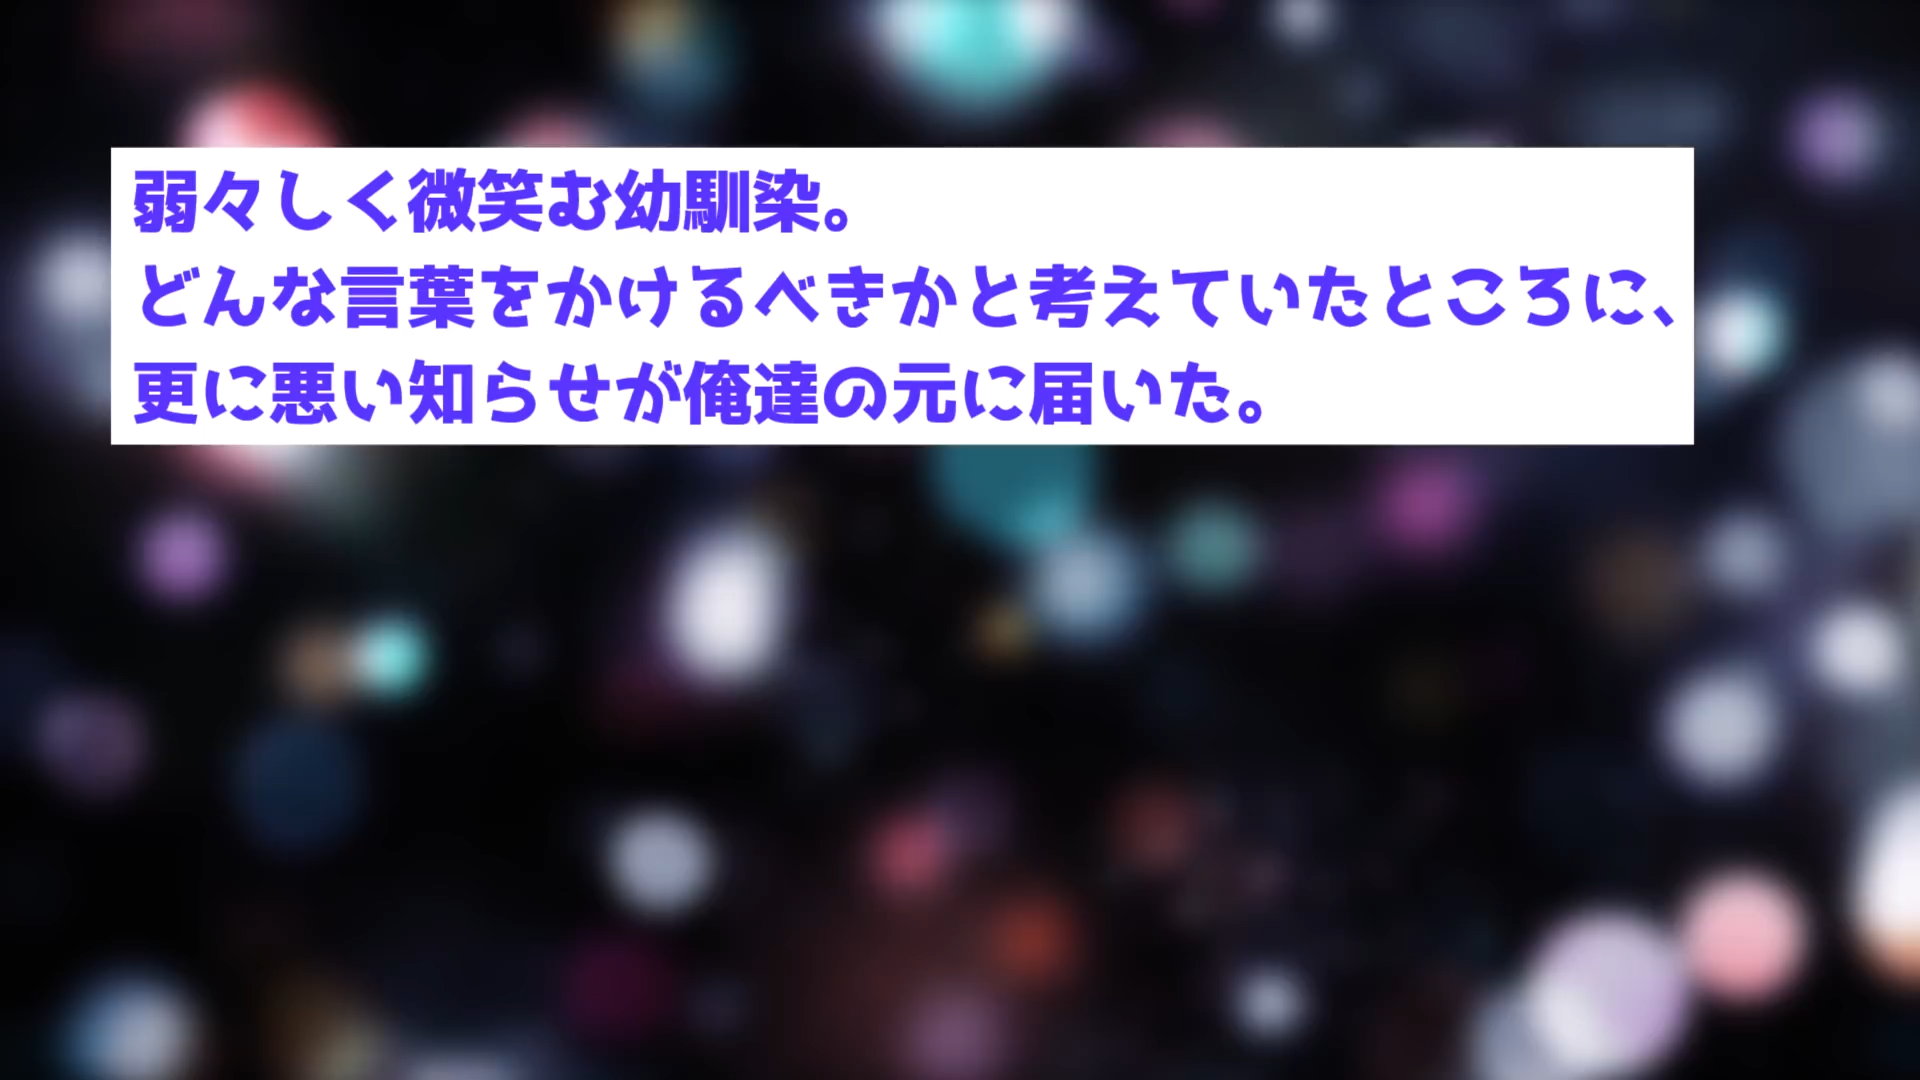 弱々しく微笑む幼馴染。
どんな言葉をかけるべきかと考えていたところに、
更に悪い知らせが俺達の元に届いた。